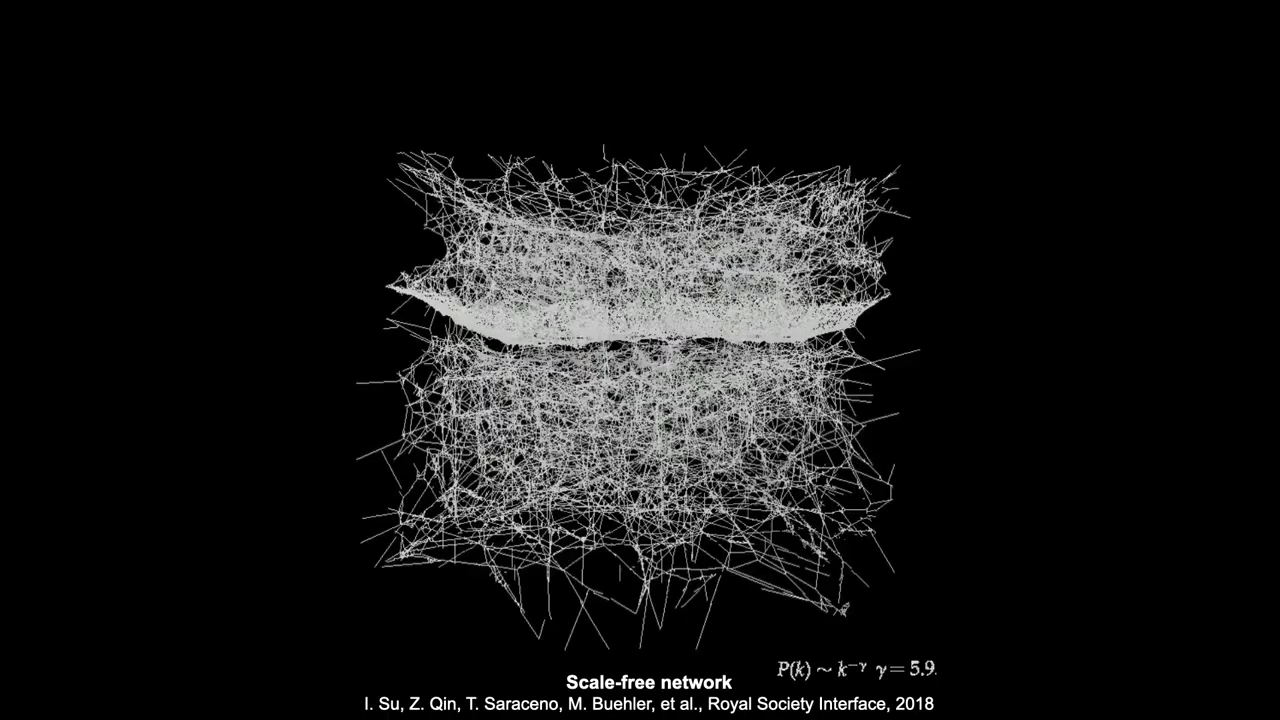 P(k) ~ k^{-γ} γ = 5.9.
Scale-free network
I. Su, Z. Qin, T. Saraceno, M. Buehler, et al., Royal Society Interface, 2018